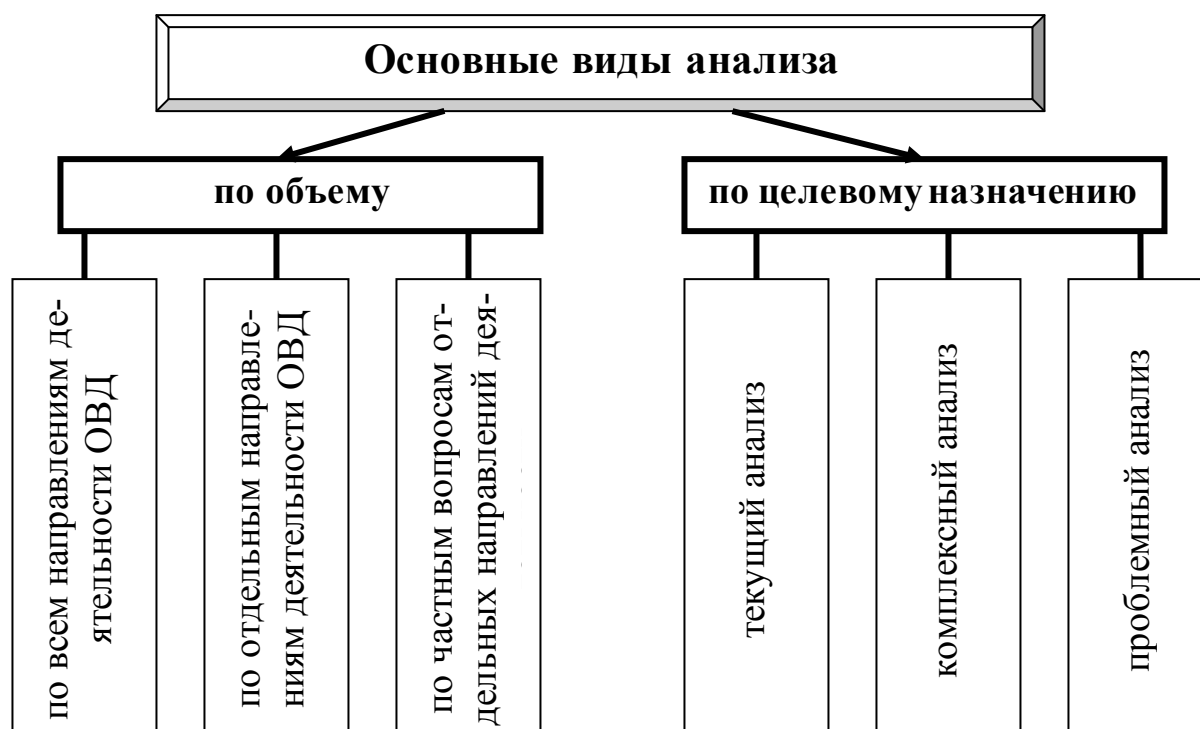 Основные виды анализа
по объему
по целевому назначению
по всем направлениям де-
ятельности ОВД
по отдельным направле-
ниям деятельности ОВД
по частным вопросам от-
дельных направлений дея-
текущий анализ
комплексный анализ
проблемный анализ